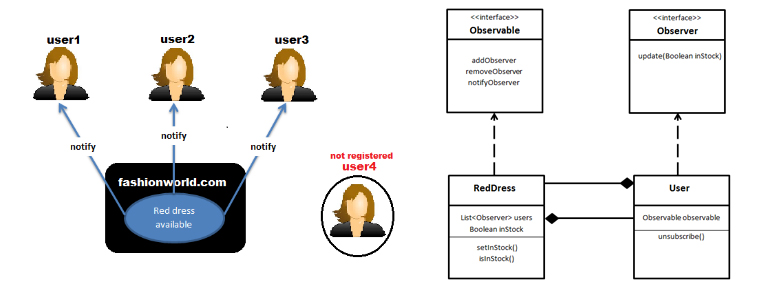 user1
user2
user3
notify
notify
notify
fashionworld.com
Red dress
available
not registered
user4
<<interface>>
Observable
addObserver
removeObserver
notifyObserver
<<interface>>
Observer
update(Boolean inStock)
RedDress
List<Observer> users
Boolean inStock
setInStock()
isInStock()
User
Observable observable
unsubscribe()